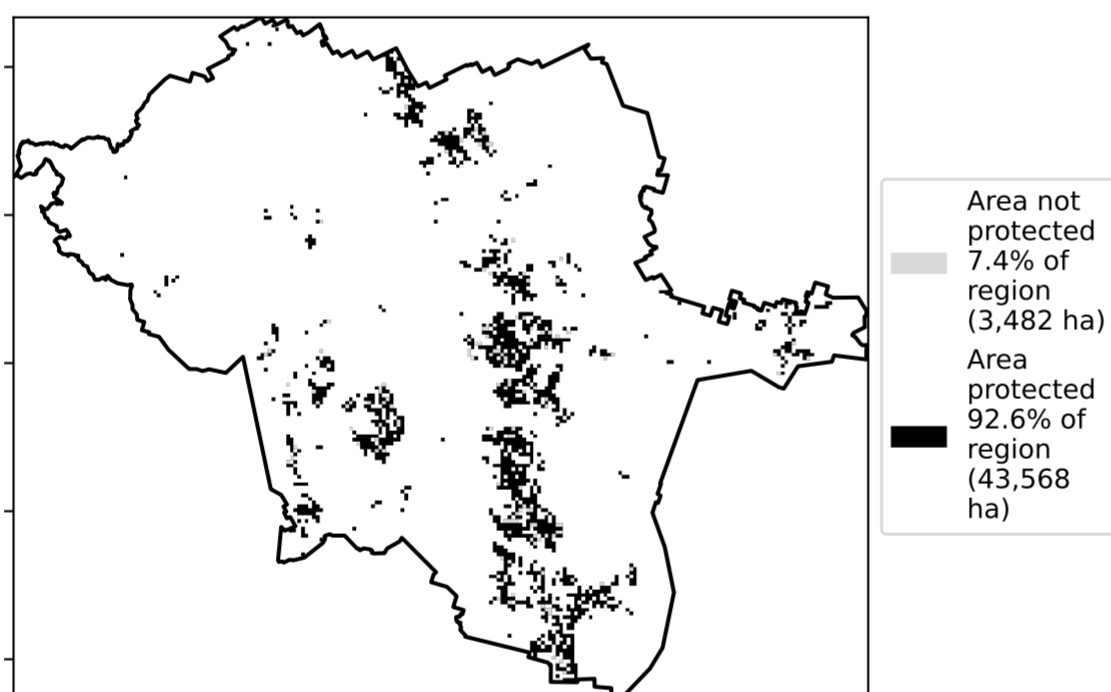 Area not
protected
7.4% of
region
(3,482 ha)
Area
protected
92.6% of
region
(43,568
ha)